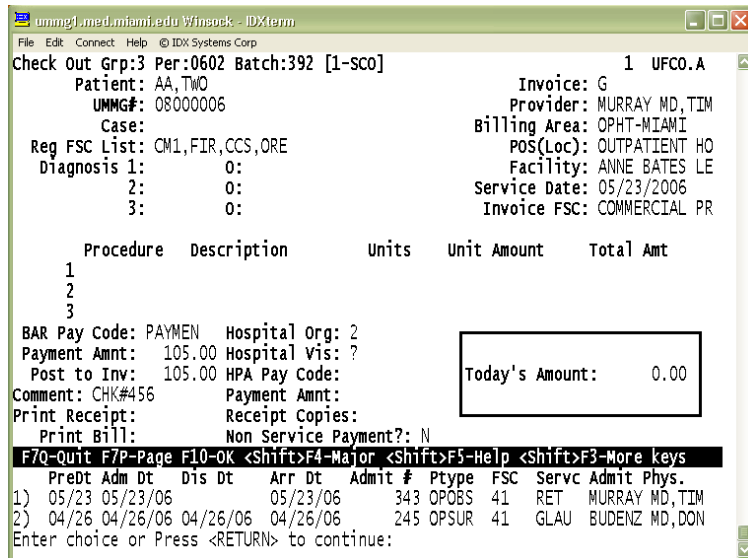 ummg1.med.miami.edu Winsock - IDXterm
File Edit Connect Help © IDX Systems Corp
Check Out Grp:3 Per:0602 Batch:392 [1-SCO] 1 UFCO.A
Patient: AA,TWO Invoice: G
UMMG#: 08000006 Provider: MURRAY MD,TIM
Case: Billing Area: OPHT-MIAMI
Reg FSC List: CM1,FIR,CCS,ORE POS(Loc): OUTPATIENT HO
Diagnosis 1: 0: Facility: ANNE BATES LE
2: 0: Service Date: 05/23/2006
3: 0: Invoice FSC: COMMERCIAL PR
Procedure Description Units Unit Amount Total Amt
1
2
3
BAR Pay Code: PAYMEN Hospital Org: 2
Payment Amnt: 105.00 Hospital Vis: ?
Post to Inv: 105.00 HPA Pay Code: Today's Amount: 0.00
Comment: CHK#456 Payment Amnt:
Print Receipt: Receipt Copies:
Print Bill: Non Service Payment?: N
F7Q-Quit F7P-Page F10-OK <Shift>F4-Major <Shift>F5-Help <Shift>F3-More keys
PreDt Adm Dt Dis Dt Arr Dt Admit # Ptype FSC Servc Admit Phys.
1) 05/23 05/23/06 05/23/06 343 OPOBS 41 RET MURRAY MD,TIM
2) 04/26 04/26/06 04/26/06 04/26/06 245 OPSUR 41 GLAU BUDENZ MD,DON
Enter choice or Press <RETURN> to continue: